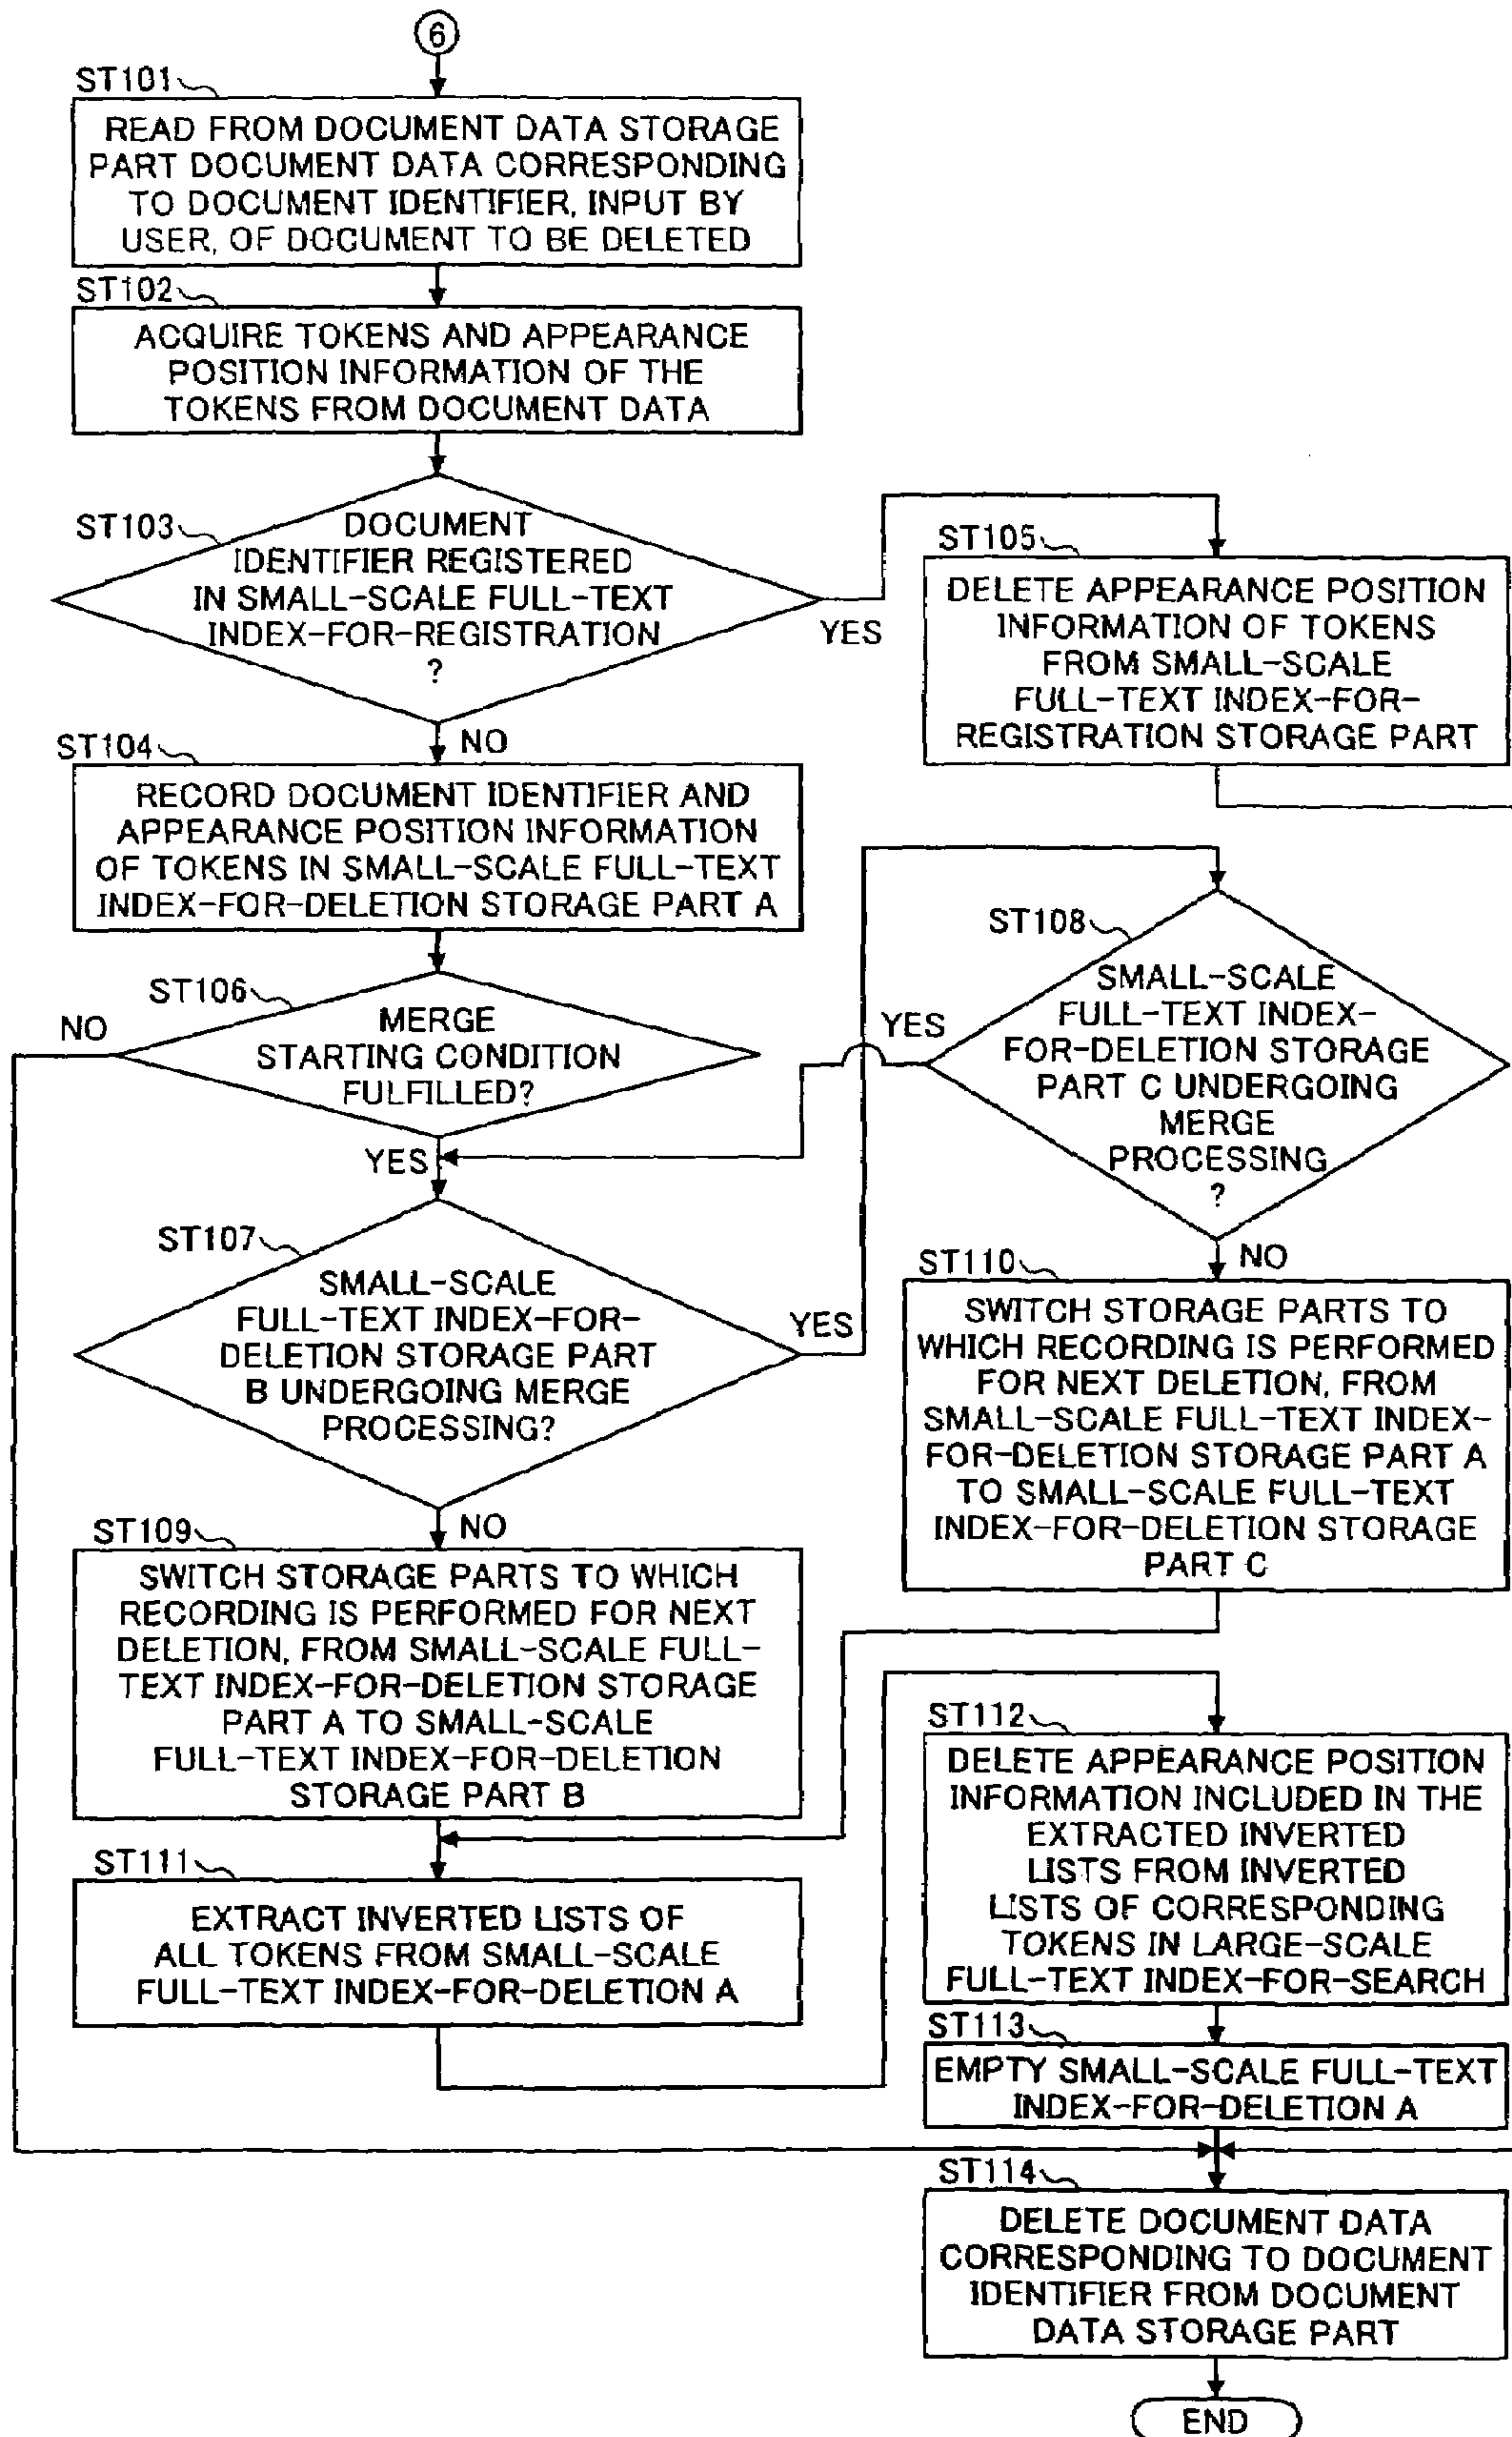 6
ST101
READ FROM DOCUMENT DATA STORAGE
PART DOCUMENT DATA CORRESPONDING
TO DOCUMENT IDENTIFIER, INPUT BY
USER, OF DOCUMENT TO BE DELETED
ST102
ACQUIRE TOKENS AND APPEARANCE
POSITION INFORMATION OF THE
TOKENS FROM DOCUMENT DATA
ST103
DOCUMENT
IDENTIFIER REGISTERED
IN SMALL-SCALE FULL-TEXT
INDEX-FOR-REGISTRATION
?
YES
NO
ST105
DELETE APPEARANCE POSITION
INFORMATION OF TOKENS
FROM SMALL-SCALE
FULL-TEXT INDEX-FOR-
REGISTRATION STORAGE PART
ST104
RECORD DOCUMENT IDENTIFIER AND
APPEARANCE POSITION INFORMATION
OF TOKENS IN SMALL-SCALE FULL-TEXT
INDEX-FOR-DELETION STORAGE PART A
ST106
MERGE
STARTING CONDITION
FULFILLED?
NO
YES
ST108
SMALL-SCALE
FULL-TEXT INDEX-
FOR-DELETION STORAGE
PART C UNDERGOING
MERGE
PROCESSING
?
YES
NO
ST107
SMALL-SCALE
FULL-TEXT INDEX-FOR-
DELETION STORAGE PART
B UNDERGOING MERGE
PROCESSING?
YES
NO
ST110
SWITCH STORAGE PARTS TO
WHICH RECORDING IS PERFORMED
FOR NEXT DELETION, FROM
SMALL-SCALE FULL-TEXT INDEX-
FOR-DELETION STORAGE PART A
TO SMALL-SCALE FULL-TEXT
INDEX-FOR-DELETION STORAGE
PART C
ST109
SWITCH STORAGE PARTS TO WHICH
RECORDING IS PERFORMED FOR NEXT
DELETION, FROM SMALL-SCALE FULL-
TEXT INDEX-FOR-DELETION STORAGE
PART A TO SMALL-SCALE
FULL-TEXT INDEX-FOR-DELETION
STORAGE PART B
ST111
EXTRACT INVERTED LISTS OF
ALL TOKENS FROM SMALL-SCALE
FULL-TEXT INDEX-FOR-DELETION A
ST112
DELETE APPEARANCE POSITION
INFORMATION INCLUDED IN THE
EXTRACTED INVERTED
LISTS FROM INVERTED
LISTS OF CORRESPONDING
TOKENS IN LARGE-SCALE
FULL-TEXT INDEX-FOR-SEARCH
ST113
EMPTY SMALL-SCALE FULL-TEXT
INDEX-FOR-DELETION A
ST114
DELETE DOCUMENT DATA
CORRESPONDING TO DOCUMENT
IDENTIFIER FROM DOCUMENT
DATA STORAGE PART
END